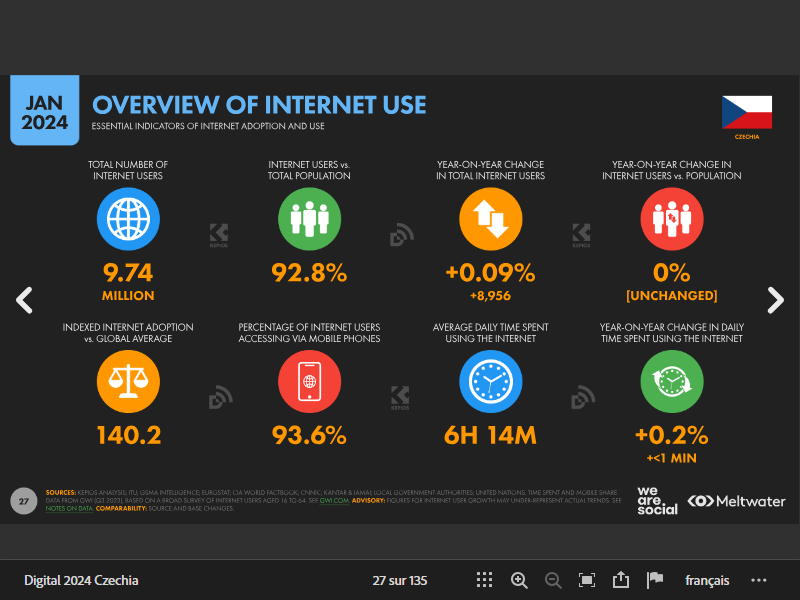 JAN
2024
OVERVIEW OF INTERNET USE
ESSENTIAL INDICATORS OF INTERNET ADOPTION AND USE
CZECHIA
TOTAL NUMBER OF
INTERNET USERS
9.74
MILLION
INTERNET USERS vs.
TOTAL POPULATION
92.8%
YEAR-ON-YEAR CHANGE
IN TOTAL INTERNET USERS
+0.09%
+8,956
YEAR-ON-YEAR CHANGE IN
INTERNET USERS vs. POPULATION
0%
[UNCHANGED]
KEPIOS
KEPIOS
INDEXED INTERNET ADOPTION
vs. GLOBAL AVERAGE
140.2
PERCENTAGE OF INTERNET USERS
ACCESSING VIA MOBILE PHONES
93.6%
AVERAGE DAILY TIME SPENT
USING THE INTERNET
6H 14M
YEAR-ON-YEAR CHANGE IN DAILY
TIME SPENT USING THE INTERNET
+0.2%
+<1 MIN
KEPIOS
27
SOURCES: KEPIOS ANALYSIS; ITU; GSMA INTELLIGENCE; EUROSTAT; CIA WORLD FACTBOOK; CNNIC; KANTAR & IAMAI; LOCAL GOVERNMENT AUTHORITIES; UNITED NATIONS. TIME SPENT AND MOBILE SHARE
DATA FROM GWI (Q3 2023), BASED ON A BROAD SURVEY OF INTERNET USERS AGED 16 TO 64. SEE GWI.COM. ADVISORY: FIGURES FOR INTERNET USER GROWTH MAY UNDER-REPRESENT ACTUAL TRENDS. SEE
NOTES ON DATA. COMPARABILITY: SOURCE AND BASE CHANGES.
we
are.
social
Meltwater
Digital 2024 Czechia
27 sur 135
français